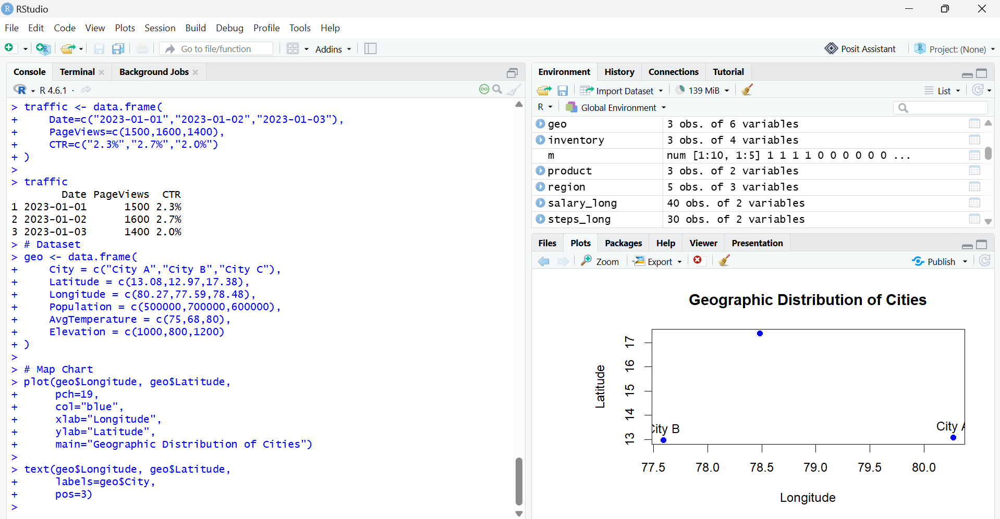 RStudio
File Edit Code View Plots Session Build Debug Profile Tools Help
Go to file/function Addins Posit Assistant Project: (None)
Console Terminal Background Jobs
R 4.6.1 ·
> traffic <- data.frame(
+     Date=c("2023-01-01","2023-01-02","2023-01-03"),
+     PageViews=c(1500,1600,1400),
+     CTR=c("2.3%","2.7%","2.0%")
+ )
>
> traffic
        Date PageViews  CTR
1 2023-01-01      1500 2.3%
2 2023-01-02      1600 2.7%
3 2023-01-03      1400 2.0%
> # Dataset
> geo <- data.frame(
+     City = c("City A","City B","City C"),
+     Latitude = c(13.08,12.97,17.38),
+     Longitude = c(80.27,77.59,78.48),
+     Population = c(500000,700000,600000),
+     AvgTemperature = c(75,68,80),
+     Elevation = c(1000,800,1200)
+ )
>
> # Map Chart
> plot(geo$Longitude, geo$Latitude,
+      pch=19,
+      col="blue",
+      xlab="Longitude",
+      ylab="Latitude",
+      main="Geographic Distribution of Cities")
>
> text(geo$Longitude, geo$Latitude,
+      labels=geo$City,
+      pos=3)
>
Environment History Connections Tutorial
Import Dataset 139 MiB List
R Global Environment
geo 3 obs. of 6 variables
inventory 3 obs. of 4 variables
m num [1:10, 1:5] 1 1 1 1 0 0 0 0 0 0 ...
product 3 obs. of 2 variables
region 5 obs. of 3 variables
salary_long 40 obs. of 2 variables
steps_long 30 obs. of 2 variables
Files Plots Packages Help Viewer Presentation
Zoom Export Publish
Geographic Distribution of Cities
Latitude
17
16
15
14
13
City B
City A
77.5 78.0 78.5 79.0 79.5 80.0
Longitude